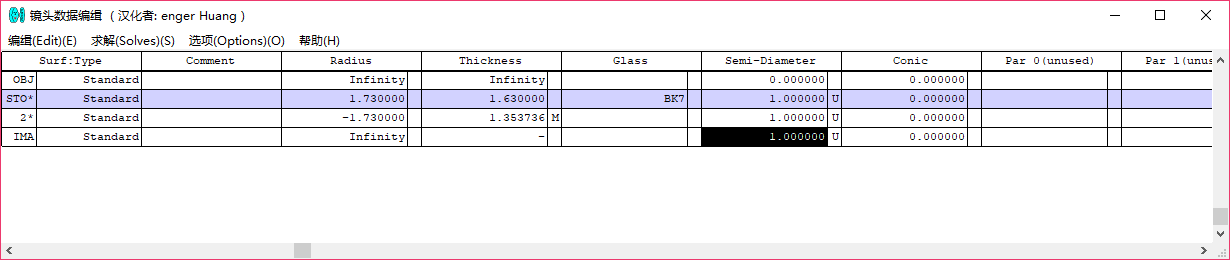 镜头数据编辑 ( 汉化者: enger Huang )
编辑(Edit)(E) 求解(Solves)(S) 选项(Options)(O) 帮助(H)
Surf:Type Comment Radius Thickness Glass Semi-Diameter Conic Par 0(unused) Par 1(unus
OBJ Standard Infinity Infinity 0.000000 0.000000
STO* Standard 1.730000 1.630000 BK7 1.000000 U 0.000000
2* Standard -1.730000 1.353736 M 1.000000 U 0.000000
IMA Standard Infinity - 1.000000 U 0.000000